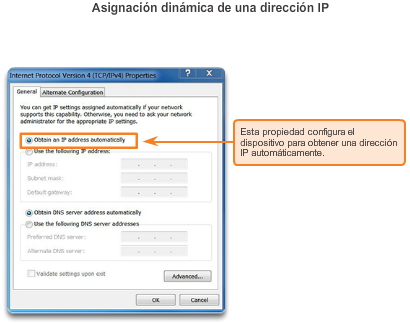 Asignación dinámica de una dirección IP
Internet Protocol Version 4 (TCP/IPv4) Properties
General
Alternate Configuration
You can get IP settings assigned automatically if your network
supports this capability. Otherwise, you need to ask your network
administrator for the appropriate IP settings.
Obtain an IP address automatically
Use the following IP address:
IP address:
Subnet mask:
Default gateway:
Obtain DNS server address automatically
Use the following DNS server addresses
Preferred DNS server:
Alternate DNS server:
Validate settings upon exit
Advanced...
OK
Cancel
Esta propiedad configura el
dispositivo para obtener una dirección
IP automáticamente.